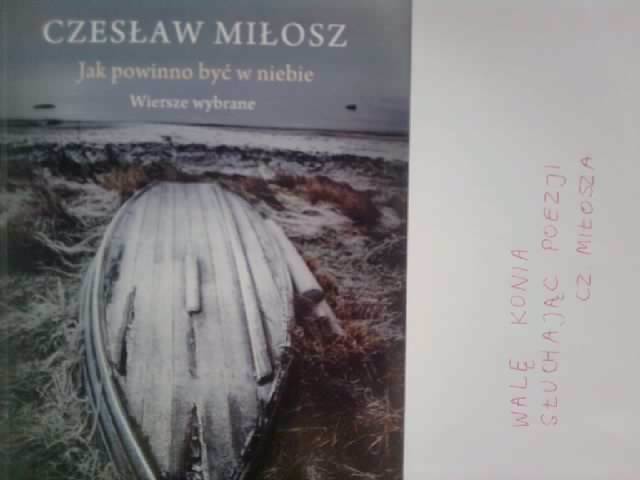 CZESŁAW MIŁOSZ
Jak powinno być w niebie
Wiersze wybrane
WALĘ KONIA
SŁUCHAJĄC POEZJI
CZ MIŁOSZA